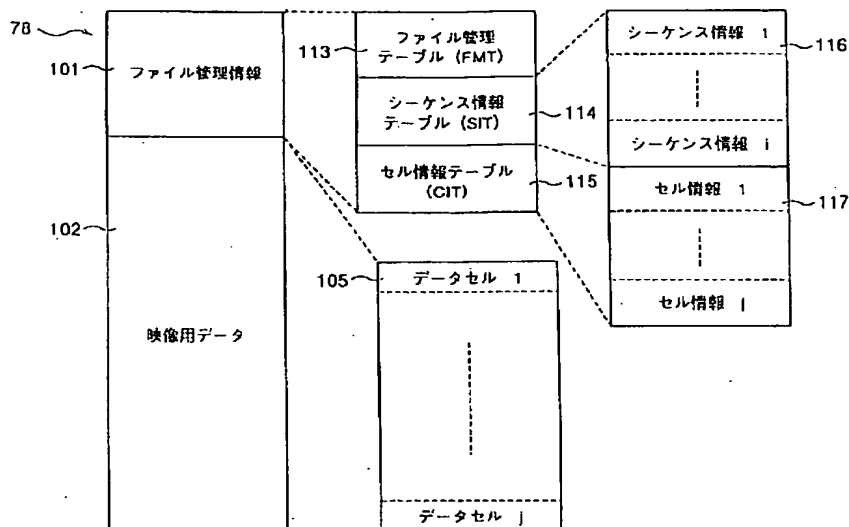 78
101
ファイル管理情報
102
映像用データ
113
ファイル管理
テーブル (FMT)
シーケンス情報
テーブル (SIT)
114
セル情報テーブル
(CIT)
115
シーケンス情報 1
116
シーケンス情報 i
セル情報 1
117
セル情報 j
105
データセル 1
データセル j